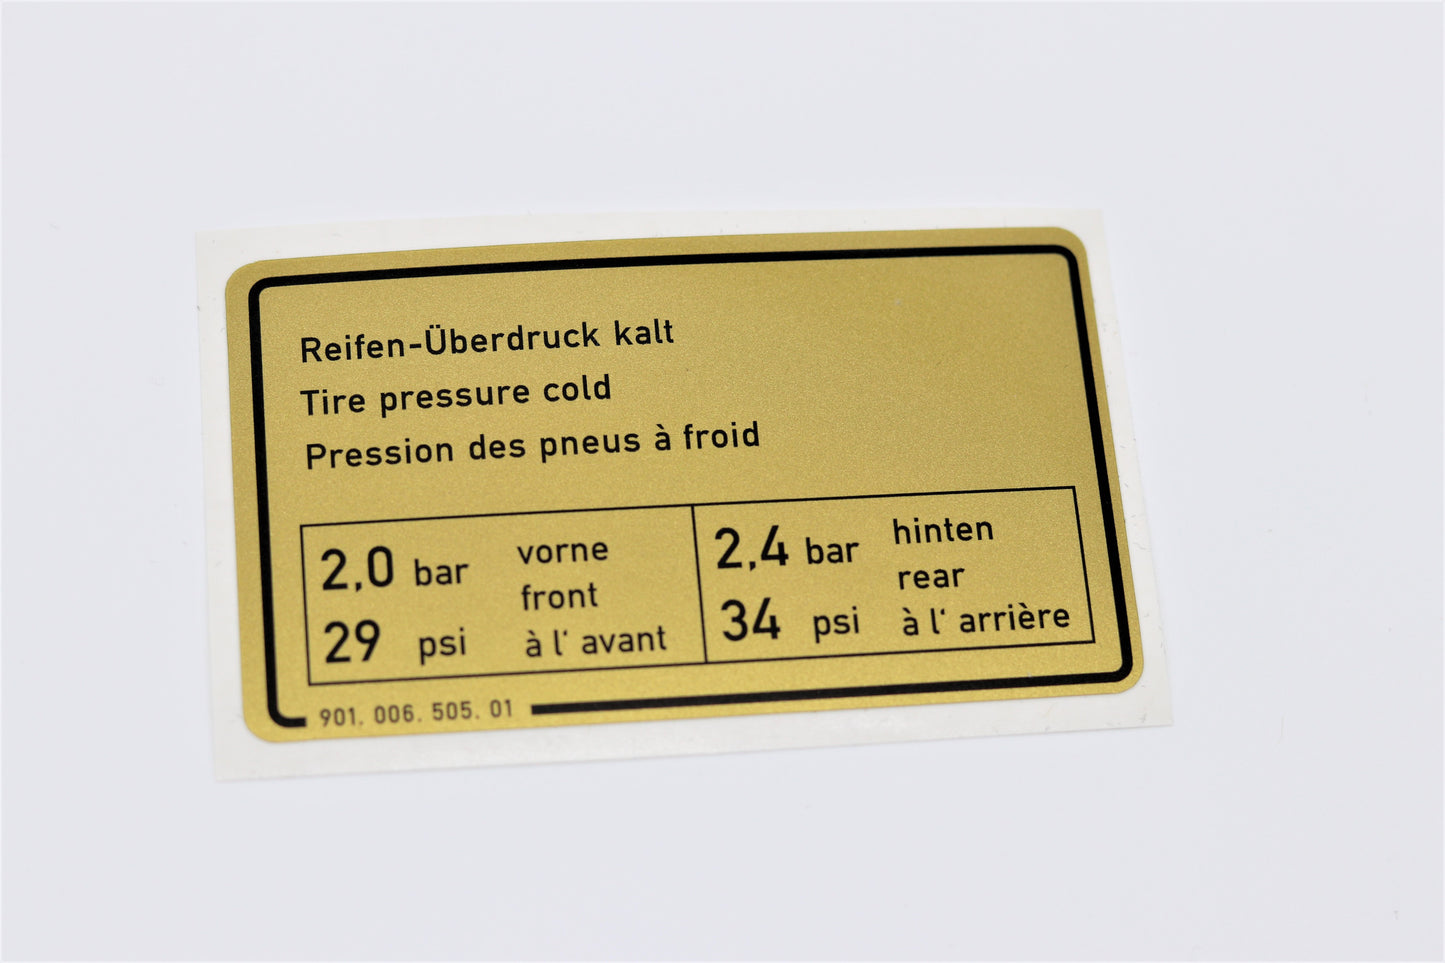 Reifen-Überdruck kalt
Tire pressure cold
Pression des pneus à froid
2,0 bar vorne
front
29 psi à l' avant
2,4 bar hinten
rear
34 psi à l' arrière
901. 006. 505. 01